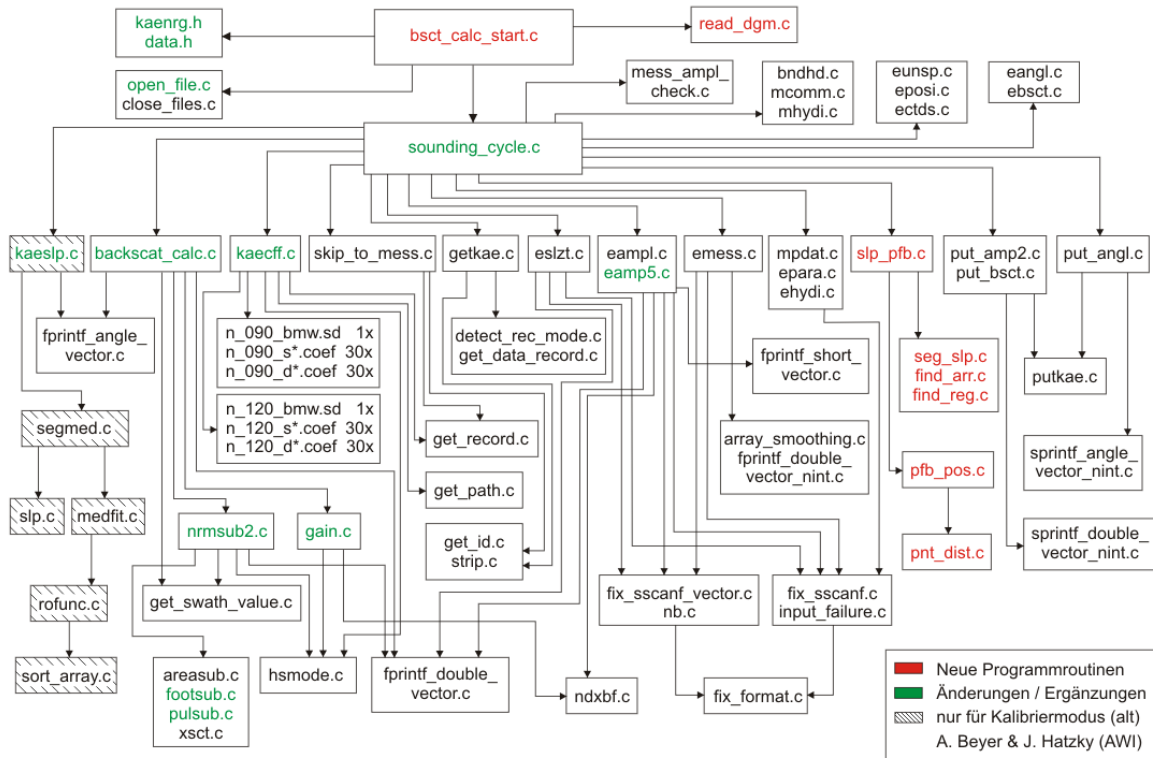 kaenrg.h
data.h
bsct_calc_start.c
read_dgm.c
open_file.c
close_files.c
mess_ampl_
check.c
bndhd.c
mcomm.c
mhydi.c
eunsp.c
eposi.c
ectds.c
eangl.c
ebsct.c
sounding_cycle.c
kaeslp.c
backscat_calc.c
kaecff.c
skip_to_mess.c
getkae.c
eslzt.c
eampl.c
eamp5.c
emess.c
mpdat.c
epara.c
ehydi.c
slp_pfb.c
put_amp2.c
put_bsct.c
put_angl.c
fprintf_angle_
vector.c
n_090_bmw.sd 1x
n_090_s*.coef 30x
n_090_d*.coef 30x
detect_rec_mode.c
get_data_record.c
fprintf_short_
vector.c
seg_slp.c
find_arr.c
find_reg.c
putkae.c
segmed.c
n_120_bmw.sd 1x
n_120_s*.coef 30x
n_120_d*.coef 30x
get_record.c
array_smoothing.c
fprintf_double_
vector_nint.c
sprintf_angle_
vector_nint.c
pfb_pos.c
get_path.c
slp.c
medfit.c
nrmsub2.c
gain.c
get_id.c
strip.c
pnt_dist.c
sprintf_double_
vector_nint.c
rofunc.c
get_swath_value.c
fix_sscanf_vector.c
nb.c
fix_sscanf.c
input_failure.c
sort_array.c
areasub.c
footsub.c
pulsub.c
xsct.c
hsmode.c
fprintf_double_
vector.c
ndxbf.c
fix_format.c
Neue Programmroutinen
Änderungen / Ergänzungen
nur für Kalibriermodus (alt)
A. Beyer & J. Hatzky (AWI)